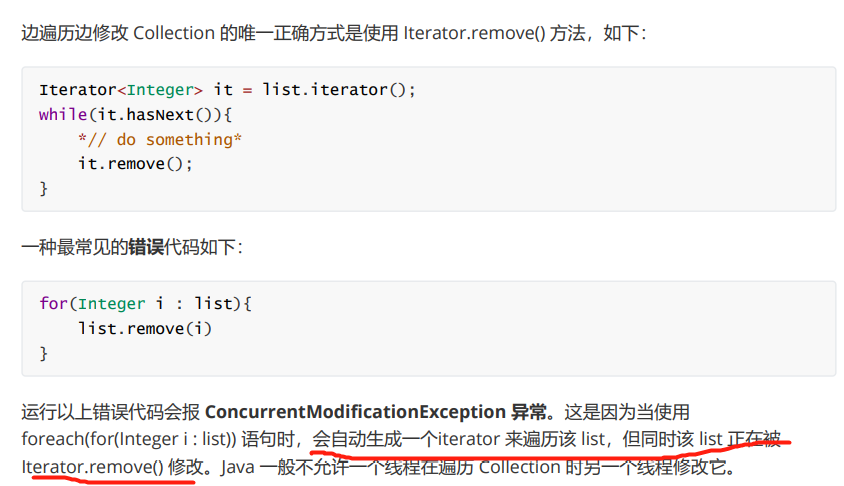 边遍历边修改 Collection 的唯一正确方式是使用 Iterator.remove() 方法，如下：
Iterator<Integer> it = list.iterator();
while(it.hasNext()){
*// do something*
it.remove();
}
一种最常见的错误代码如下：
for(Integer i : list){
list.remove(i)
}
运行以上错误代码会报 ConcurrentModificationException 异常。这是因为当使用
foreach(for(Integer i : list)) 语句时，会自动生成一个iterator 来遍历该 list，但同时该 list 正在被
Iterator.remove() 修改。Java 一般不允许一个线程在遍历 Collection 时另一个线程修改它。